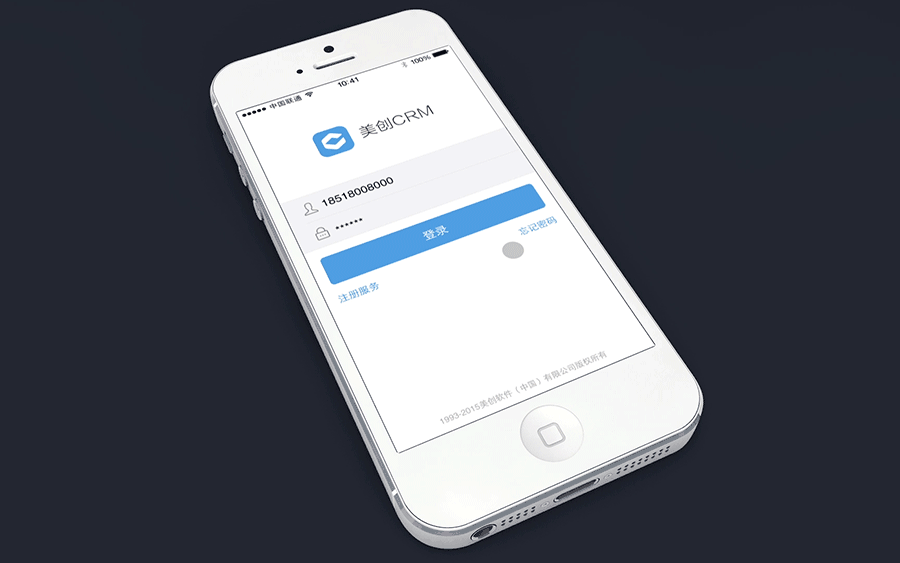 中国联通 10:41 100%
美创CRM
18518008000
••••••
登录
注册服务 忘记密码
1993-2015美创软件（中国）有限公司版权所有